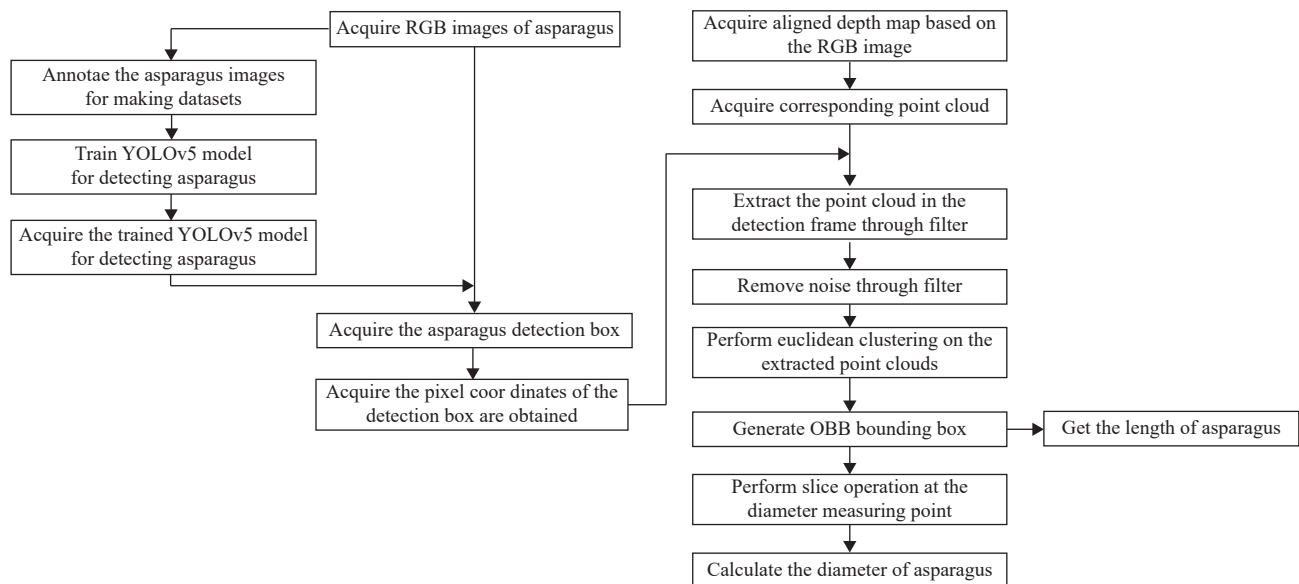 Acquire RGB images of asparagus
Annotae the asparagus images
for making datasets
Train YOLOv5 model
for detecting asparagus
Acquire the trained YOLOv5 model
for detecting asparagus
Acquire the asparagus detection box
Acquire the pixel coor dinates of the
detection box are obtained
Acquire aligned depth map based on
the RGB image
Acquire corresponding point cloud
Extract the point cloud in the
detection frame through filter
Remove noise through filter
Perform euclidean clustering on the
extracted point clouds
Generate OBB bounding box
Get the length of asparagus
Perform slice operation at the
diameter measuring point
Calculate the diameter of asparagus